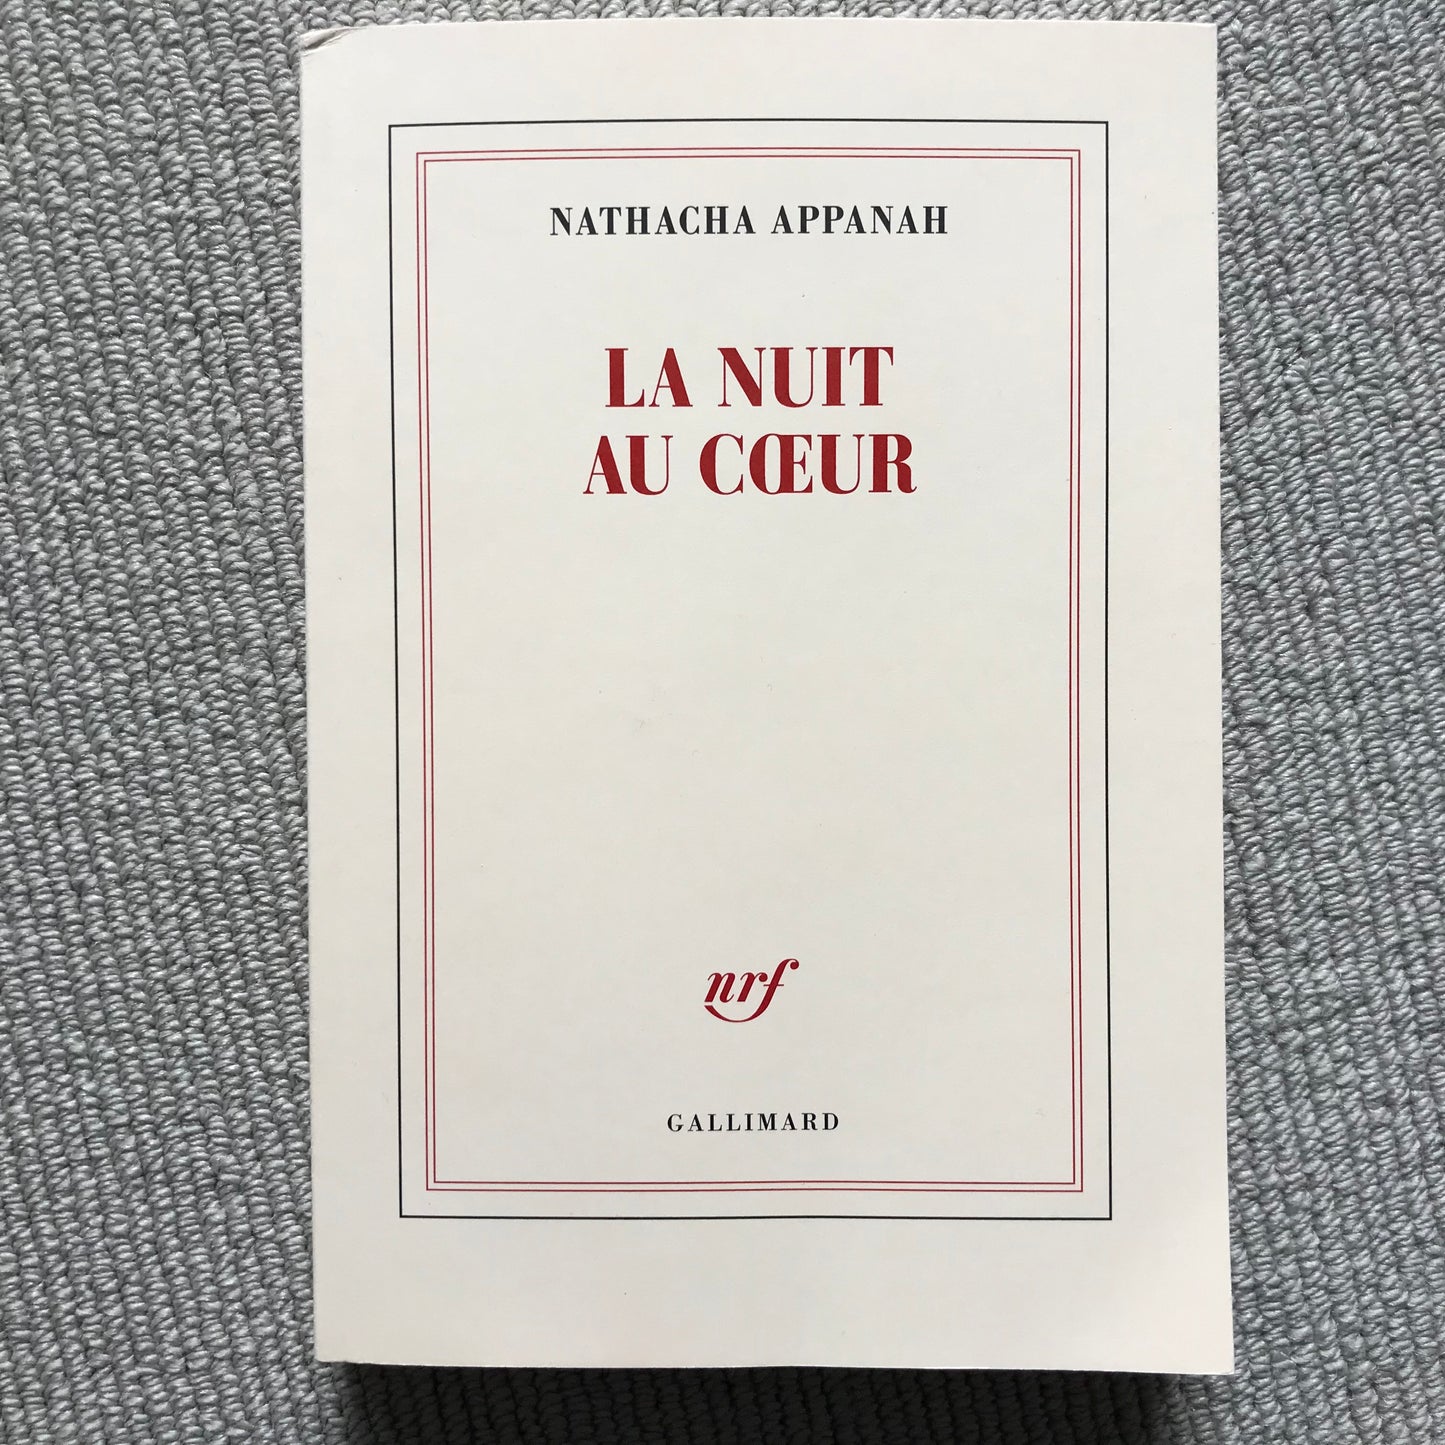 NATHACHA APPANAH
LA NUIT
AU CŒUR
nrf
GALLIMARD